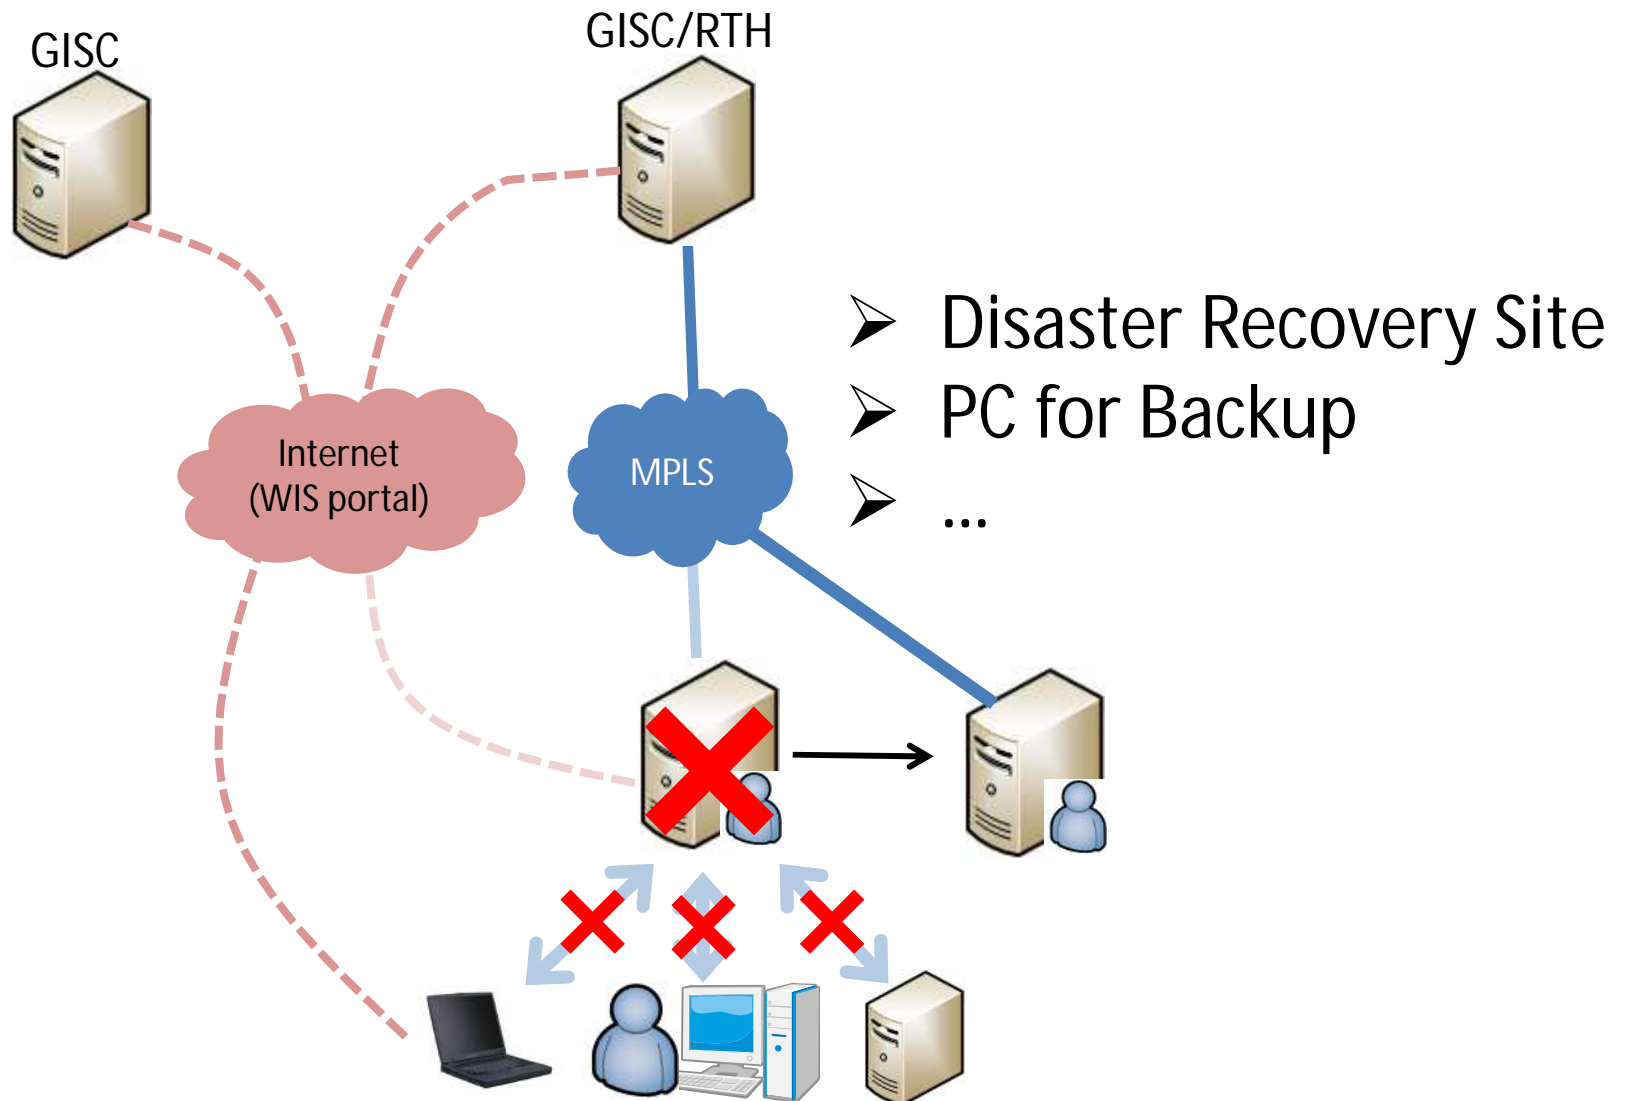 GISC
GISC/RTH
Internet
(WIS portal)
MPLS
➢ Disaster Recovery Site
➢ PC for Backup
➢ ...